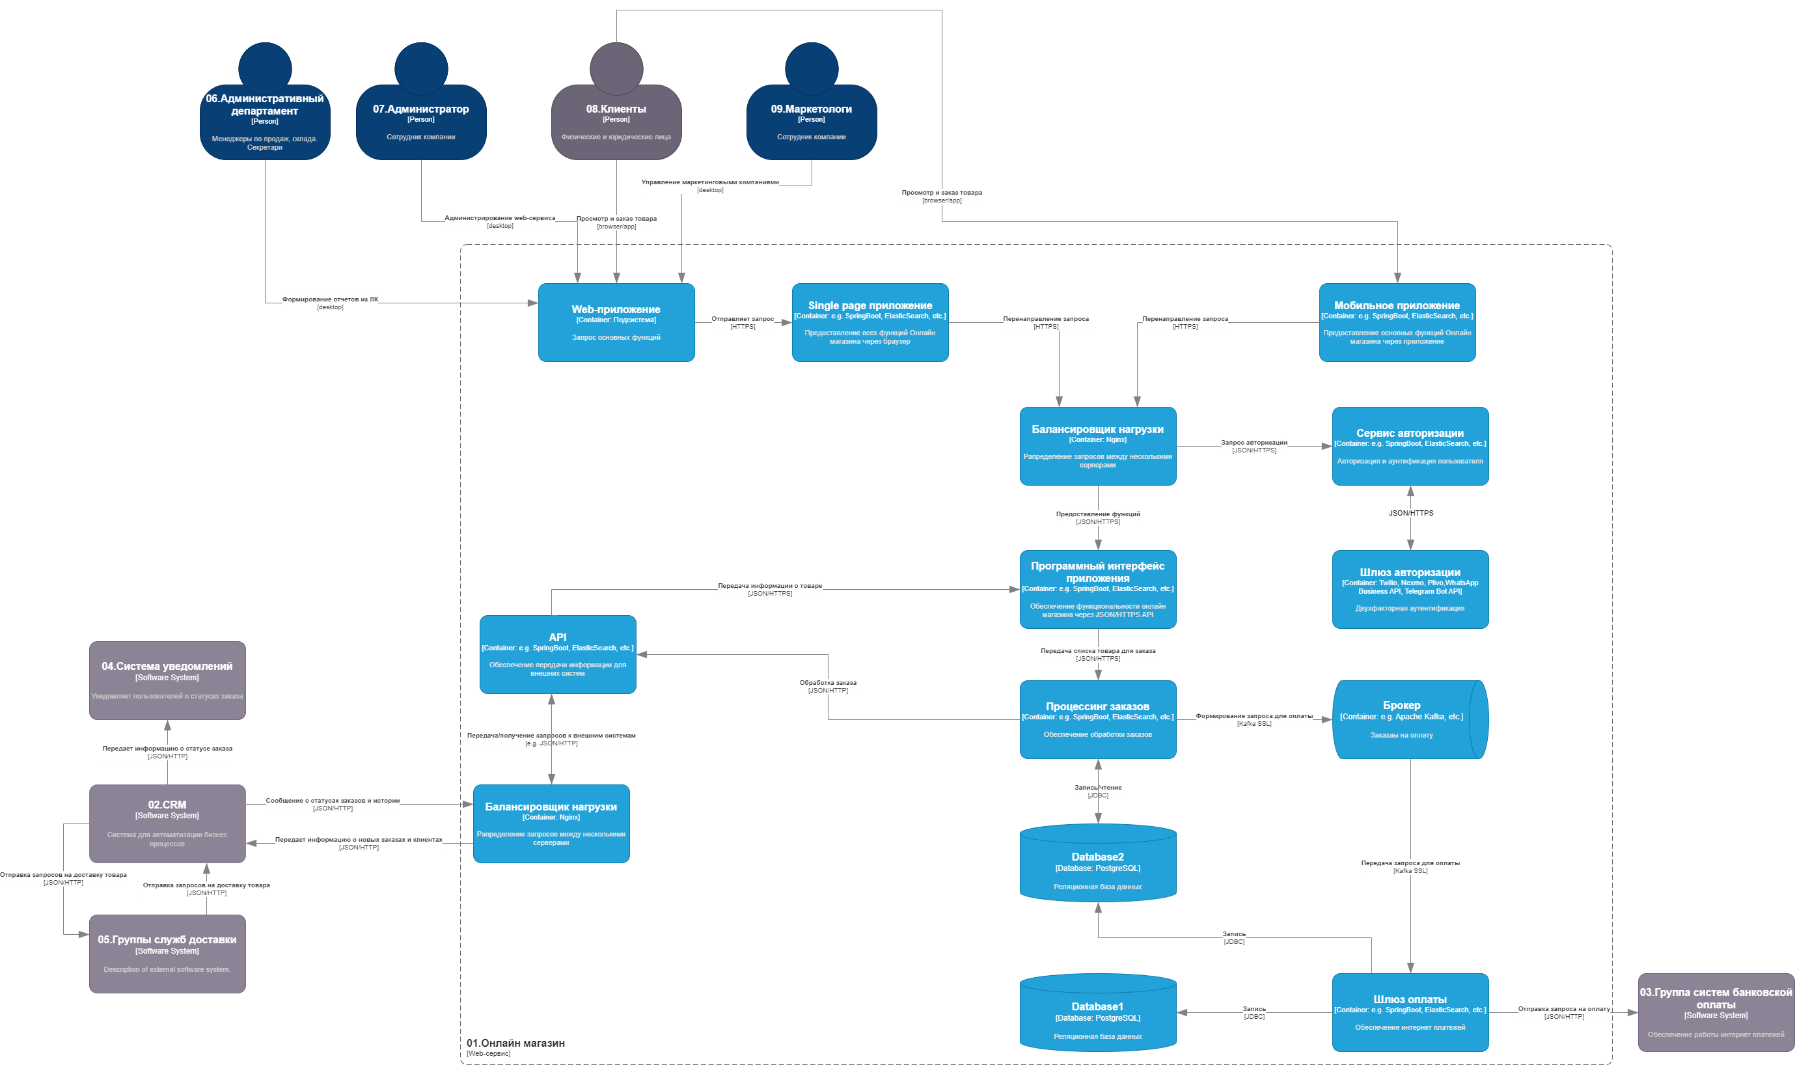 06.Административный
департамент
[Person]
Менеджеры по продаж, склада.
Секретари
07.Администратор
[Person]
Сотрудник компании
08.Клиенты
[Person]
Физические и юридические лица
09.Маркетологи
[Person]
Сотрудник компании
Управление маркетинговыми компаниями
[desktop]
Просмотр и заказ товара
[browser/app]
Администрирование web-сервиса
[desktop]
Просмотр и заказ товара
[browser/app]
Формирование отчетов из ЛК
[desktop]
Web-приложение
[Container: Подсистема]
Запрос основных функций
Отправляет запрос
[HTTPS]
Single page приложение
[Container: e.g. SpringBoot, ElasticSearch, etc.]
Предоставление всех функций Онлайн
магазина через браузер
Перенаправление запроса
[HTTPS]
Перенаправление запроса
[HTTPS]
Мобильное приложение
[Container: e.g. SpringBoot, ElasticSearch, etc.]
Предоставление основных функций Онлайн
магазина через приложение
Балансировщик нагрузки
[Container: Nginx]
Рапределение запросов между несколькими
серверами
Запрос авторизации
[JSON/HTTPS]
Сервис авторизации
[Container: e.g. SpringBoot, ElasticSearch, etc.]
Авторизация и аунтификация пользователя
Предоставление функций
[JSON/HTTPS]
JSON/HTTPS
Программный интерфейс
приложения
[Container: e.g. SpringBoot, ElasticSearch, etc.]
Обеспечение функциональности онлайн
магазина через JSON/HTTPS API
Шлюз авторизации
[Container: Twilio, Nexmo, Plivo,WhatsApp
Business API, Telegram Bot API]
Двухфакторная аутентификация
Передача информации о товаре
[JSON/HTTPS]
API
[Container: e.g. SpringBoot, ElasticSearch, etc.]
Обеспечение передачи информации для
внешних систем
Передача списка товара для заказа
[JSON/HTTPS]
04.Система уведомлений
[Software System]
Уведомляет пользователей о статусах заказа
Обработка заказа
[JSON/HTTP]
Процессинг заказов
[Container: e.g. SpringBoot, ElasticSearch, etc.]
Обеспечение обработки заказов
Формирование запроса для оплаты
[Kafka SSL]
Брокер
[Container: e.g. Apache Kafka, etc.]
Заказаы на оплату
Передача/получение запросов к внешним системам
[e.g. JSON/HTTP]
Передает информацию о статусе заказа
[JSON/HTTP]
Запись/чтение
[JDBC]
02.CRM
[Software System]
Система для автоматизации бизнес
процессов
Сообщение о статусах заказов и истории
[JSON/HTTP]
Передает информацию о новых заказах и клиентах
[JSON/HTTP]
Балансировщик нагрузки
[Container: Nginx]
Рапределение запросов между несколькими
серверами
Database2
[Database: PostgreSQL]
Реляционная база данных
Передача запроса для оплаты
[Kafka SSL]
Отправка запросов на доставку товара
[JSON/HTTP]
Отправка запросов на доставку товара
[JSON/HTTP]
05.Группы служб доставки
[Software System]
Description of external software system.
Запись
[JDBC]
Database1
[Database: PostgreSQL]
Реляционная база данных
Запись
[JDBC]
Шлюз оплаты
[Container: e.g. SpringBoot, ElasticSearch, etc.]
Обеспечение интернет платежей
Отправка запроса на оплату
[JSON/HTTP]
03.Группа систем банковской
оплаты
[Software System]
Обеспечение работы интернет платежей
01.Онлайн магазин
[Web-сервис]